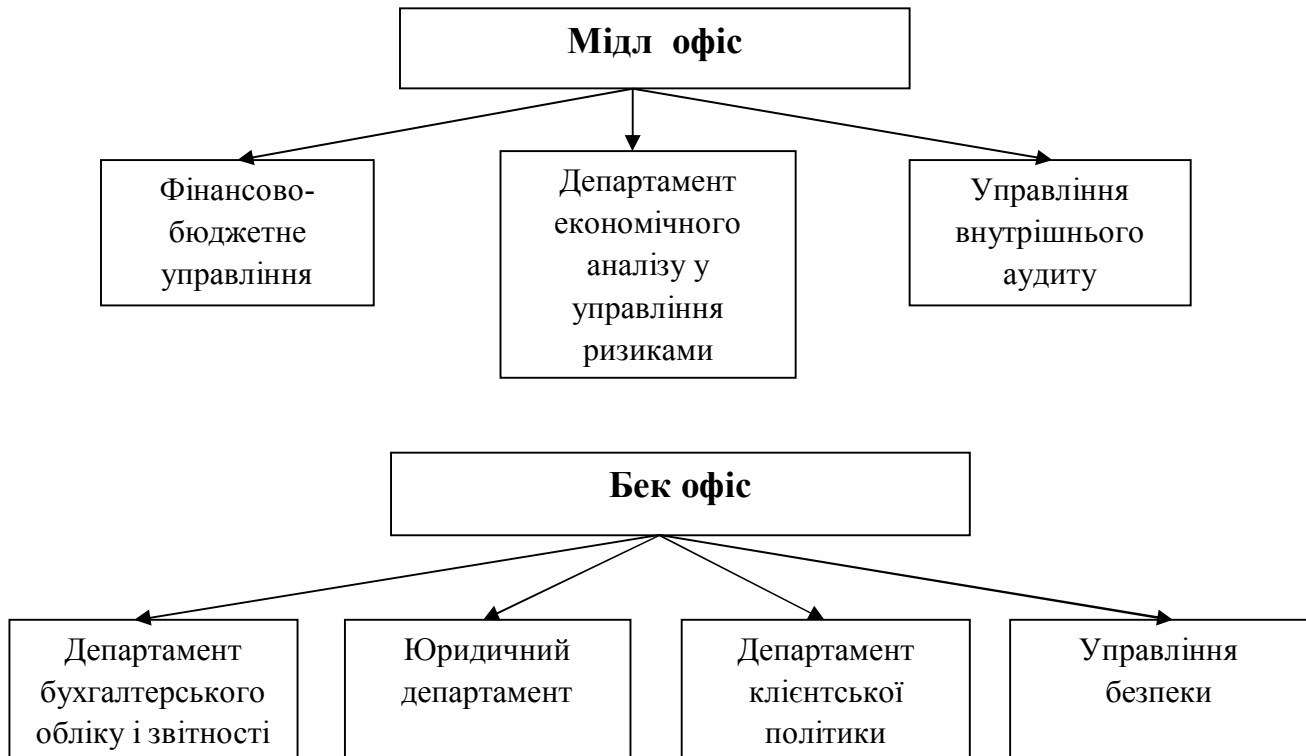 Мідл офіс
Фінансово-
бюджетне
управління
Департамент
економічного
аналізу у
управління
ризиками
Управління
внутрішнього
аудиту
Бек офіс
Департамент
бухгалтерського
обліку і звітності
Юридичний
департамент
Департамент
клієнтської
політики
Управління
безпеки